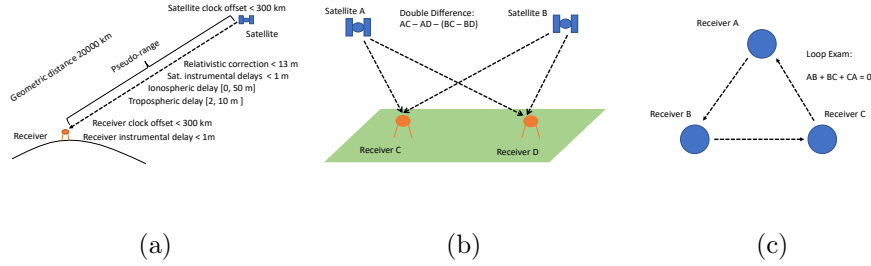 Satellite clock offset < 300 km
Satellite
Geometric distance ≥20000 km
Pseudo-range
Relativistic correction < 13 m
Sat. instrumental delays < 1 m
Ionospheric delay [0, 50 m]
Tropospheric delay [2, 10 m ]
Receiver clock offset < 300km
Receiver
Receiver instrumental delay < 1m
(a)
Satellite A
Double Difference:
AC – AD – (BC – BD)
Satellite B
Receiver C
Receiver D
(b)
Receiver A
Loop Exam:
AB + BC + CA = 0
Receiver B
Receiver C
(c)